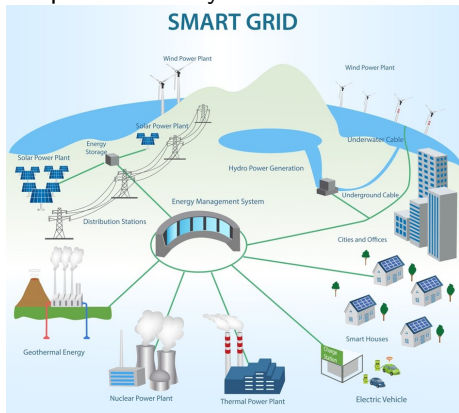 SMART GRID
Wind Power Plant
Wind Power Plant
Solar Power Plant
Energy
Storage
Underwater Cable
Solar Power Plant
Hydro Power Generation
Underground Cable
Energy Management System
Distribution Stations
Cities and Offices
Smart Houses
Geothermal Energy
Charge
Station
Nuclear Power Plant
Thermal Power Plant
Electric Vehicle